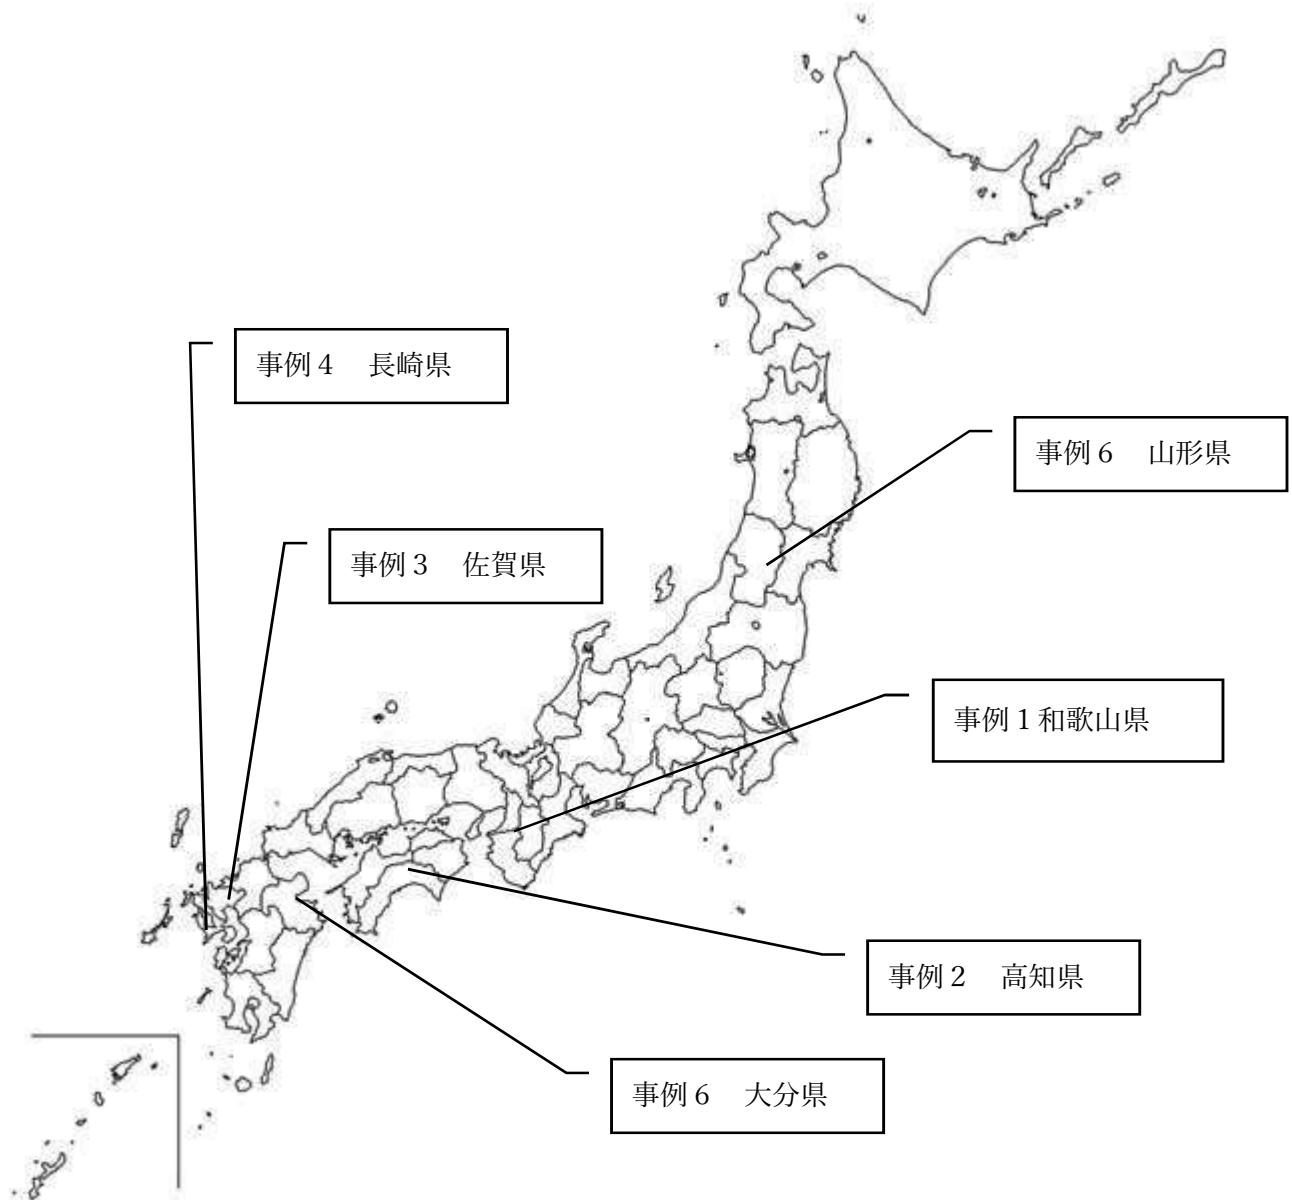 事例４　長崎県
事例６　山形県
事例３　佐賀県
事例１和歌山県
事例２　高知県
事例６　大分県